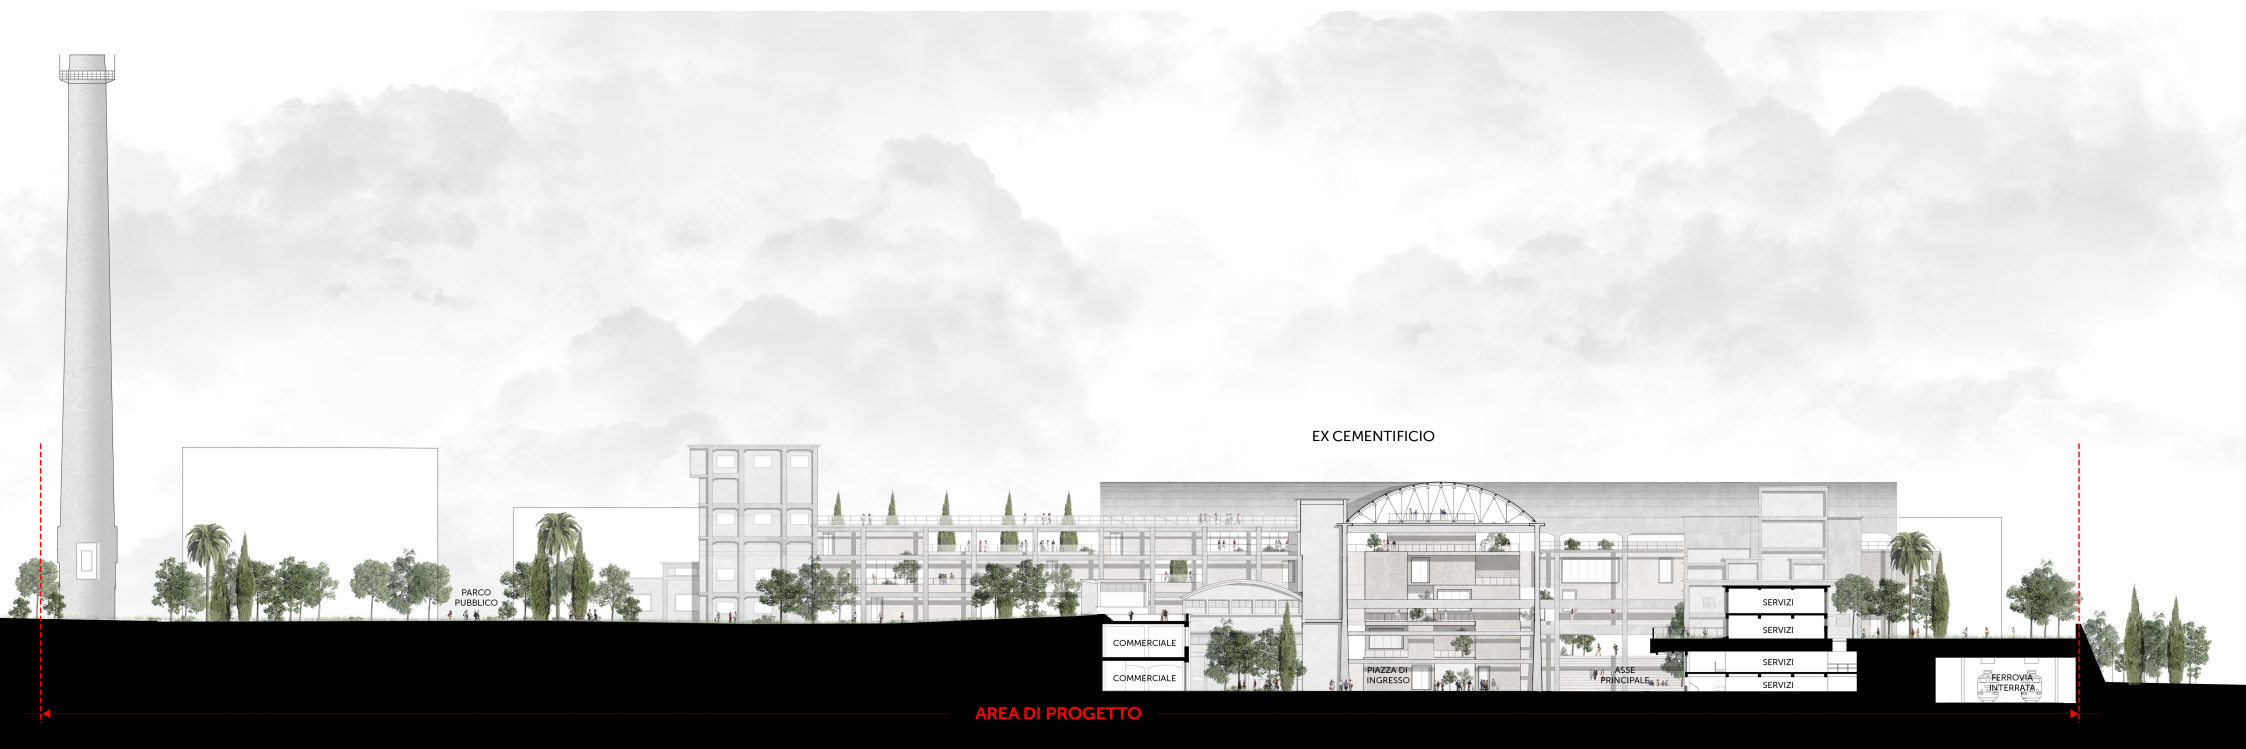 EX CEMENTIFICIO
PARCO
PUBBLICO
COMMERCIALE
COMMERCIALE
PIAZZA DI
INGRESSO
ASSE
PRINCIPALE
SERVIZI
SERVIZI
SERVIZI
SERVIZI
FERROVIA
INTERRATA
AREA DI PROGETTO